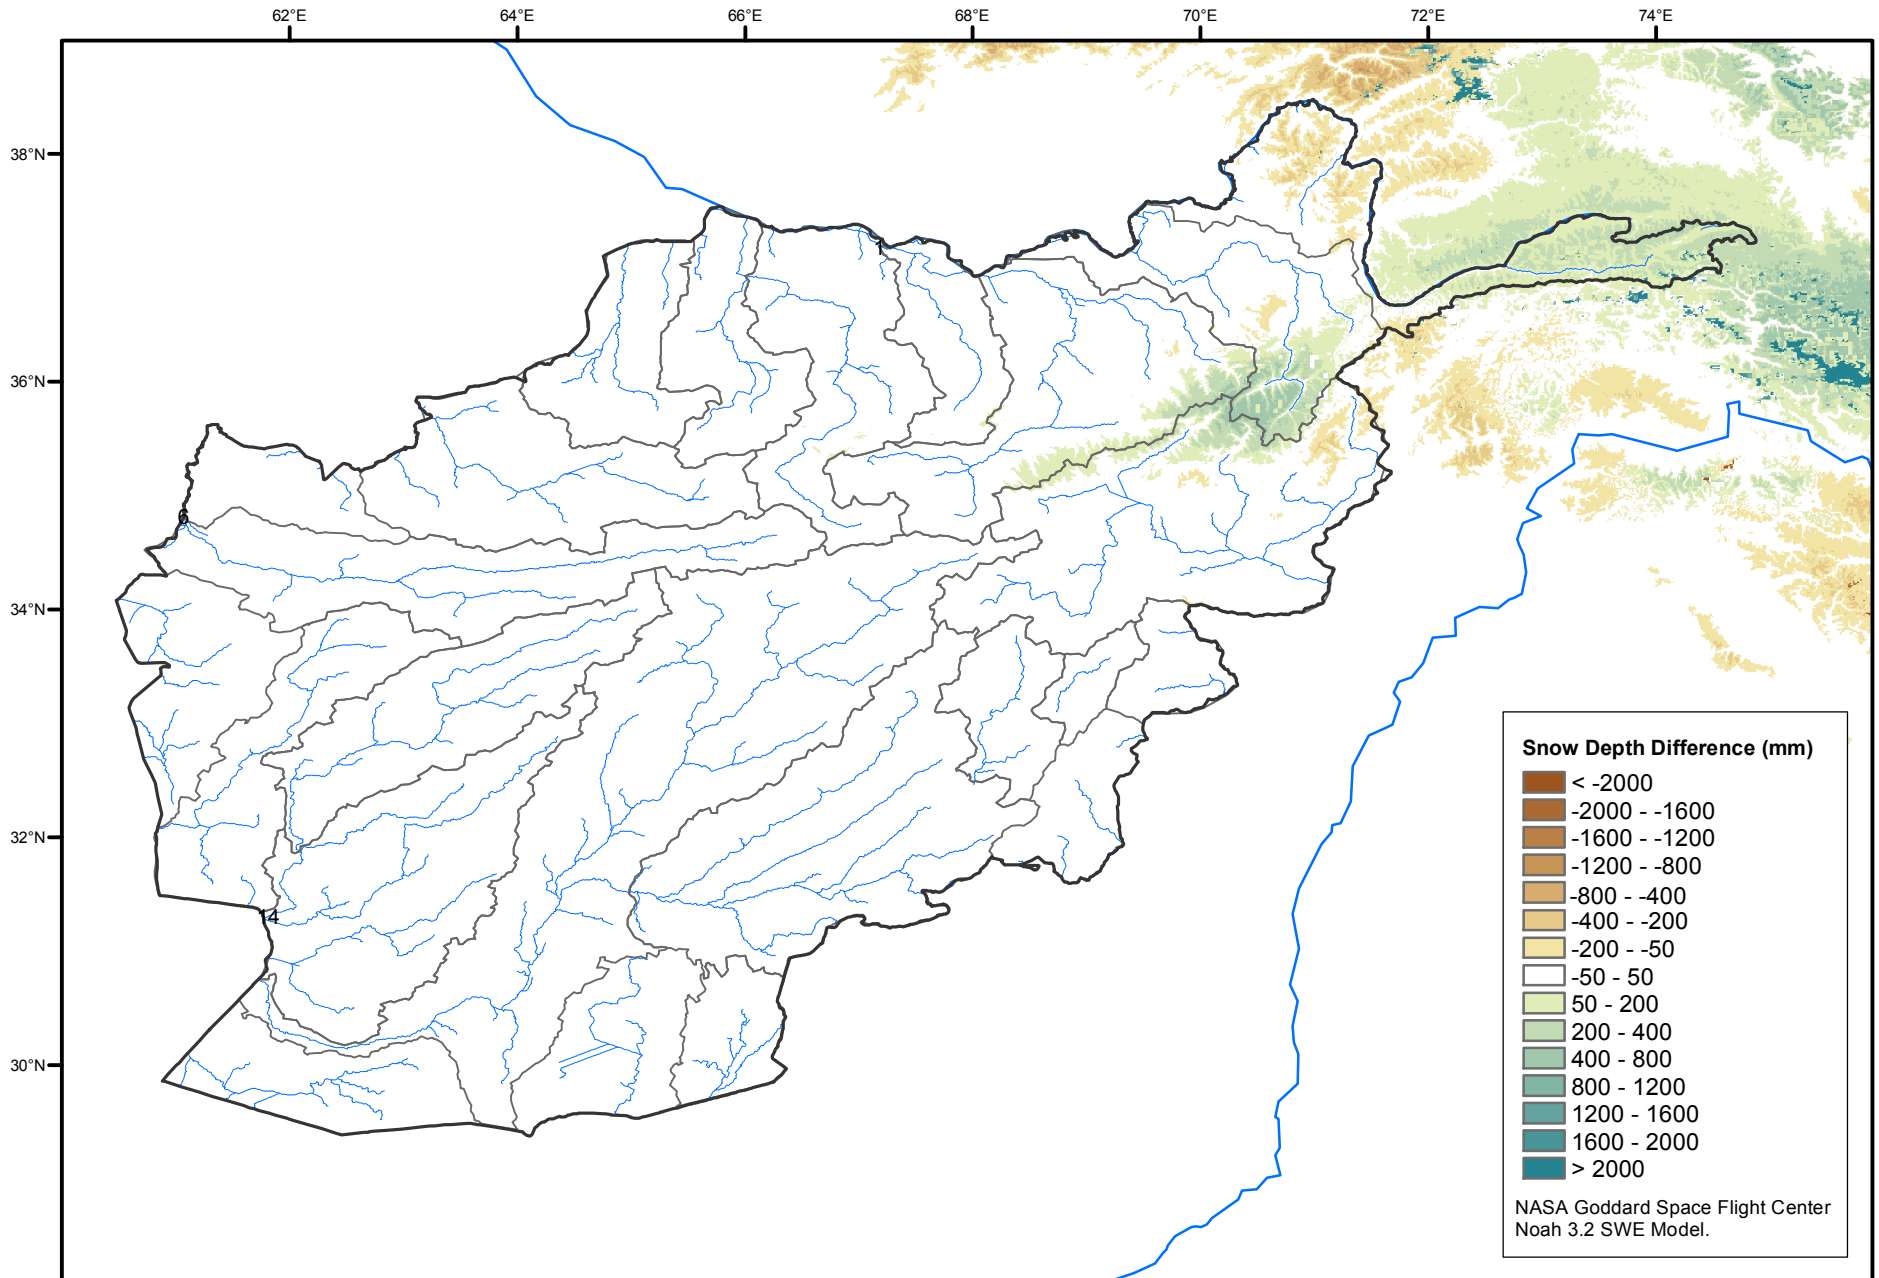 62°E 64°E 66°E 68°E 70°E 72°E 74°E
38°N
1
36°N
6
34°N
32°N
14
30°N
Snow Depth Difference (mm)
< -2000
-2000 - -1600
-1600 - -1200
-1200 - -800
-800 - -400
-400 - -200
-200 - -50
-50 - 50
50 - 200
200 - 400
400 - 800
800 - 1200
1200 - 1600
1600 - 2000
> 2000
NASA Goddard Space Flight Center
Noah 3.2 SWE Model.